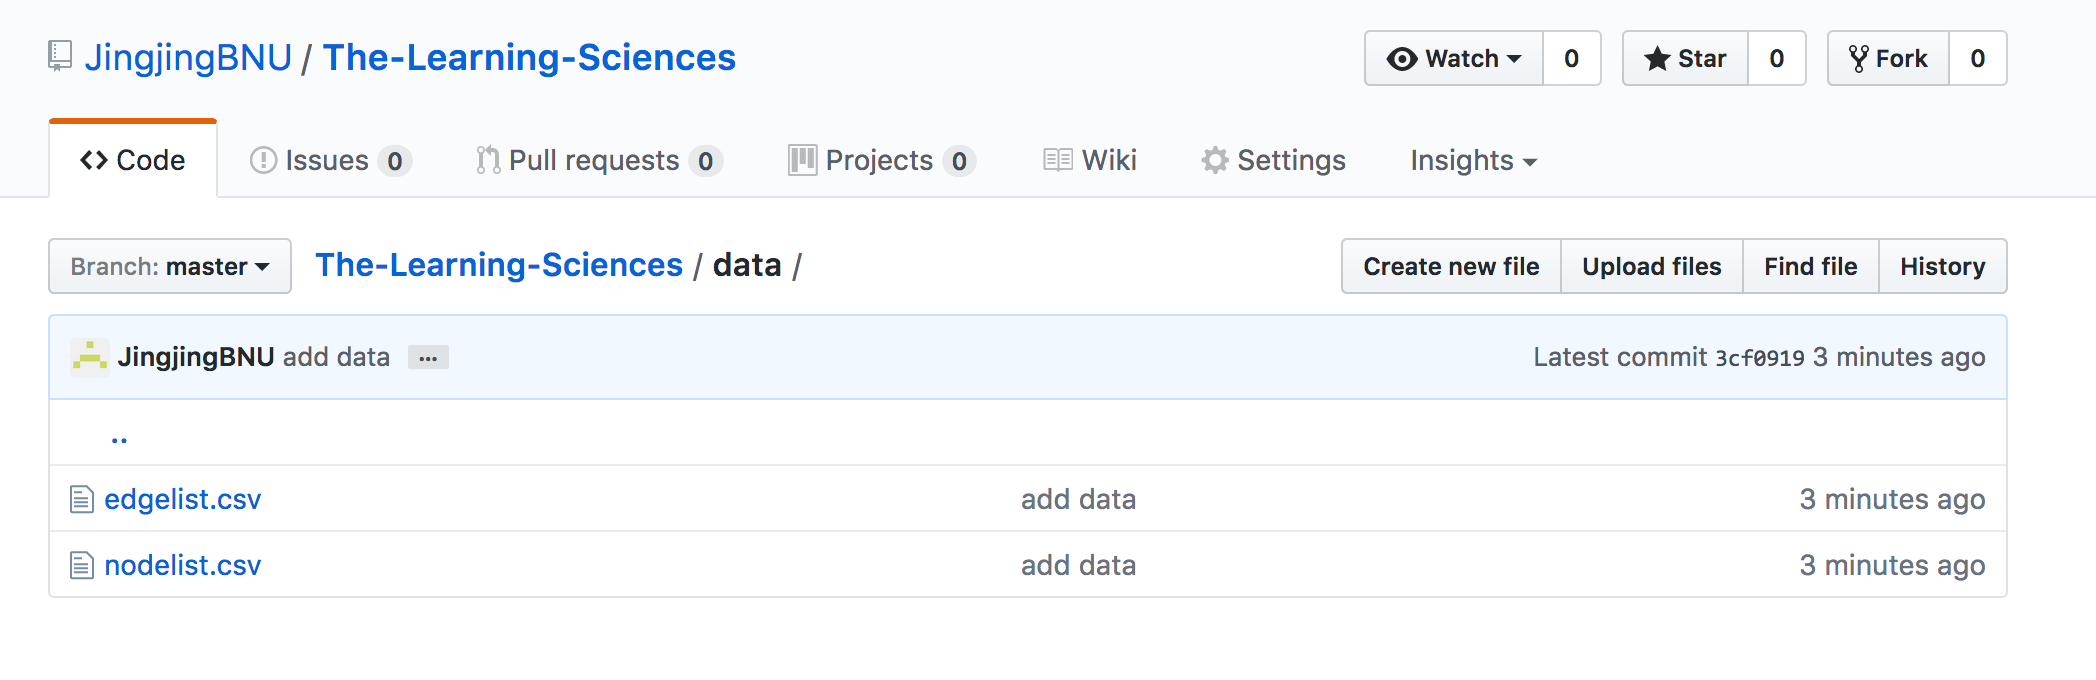 JingjingBNU / The-Learning-Sciences Watch 0 Star 0 Fork 0
Code Issues 0 Pull requests 0 Projects 0 Wiki Settings Insights
Branch: master The-Learning-Sciences / data / Create new file Upload files Find file History
JingjingBNU add data ... Latest commit 3cf0919 3 minutes ago
..
edgelist.csv add data 3 minutes ago
nodelist.csv add data 3 minutes ago